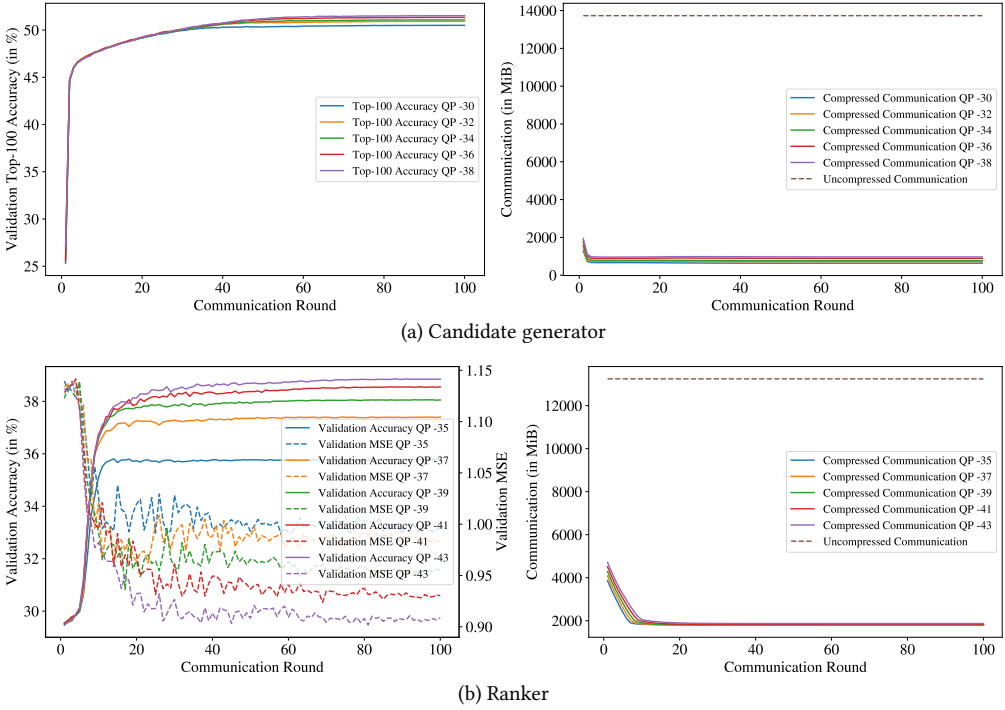 Validation Top-100 Accuracy (in %)
50
45
40
35
30
25
Top-100 Accuracy QP -30
Top-100 Accuracy QP -32
Top-100 Accuracy QP -34
Top-100 Accuracy QP -36
Top-100 Accuracy QP -38
0 20 40 60 80 100
Communication Round
Communication (in MiB)
14000
12000
10000
8000
6000
4000
2000
0
Compressed Communication QP -30
Compressed Communication QP -32
Compressed Communication QP -34
Compressed Communication QP -36
Compressed Communication QP -38
Uncompressed Communication
0 20 40 60 80 100
Communication Round
(a) Candidate generator
Validation Accuracy (in %)
38
36
34
32
30
Validation Accuracy QP -35
Validation MSE QP -35
Validation Accuracy QP -37
Validation MSE QP -37
Validation Accuracy QP -39
Validation MSE QP -39
Validation Accuracy QP -41
Validation MSE QP -41
Validation Accuracy QP -43
Validation MSE QP -43
1.15
1.10
1.05
1.00
0.95
0.90
Validation MSE
0 20 40 60 80 100
Communication Round
Communication (in MiB)
12000
10000
8000
6000
4000
2000
Compressed Communication QP -35
Compressed Communication QP -37
Compressed Communication QP -39
Compressed Communication QP -41
Compressed Communication QP -43
Uncompressed Communication
0 20 40 60 80 100
Communication Round
(b) Ranker